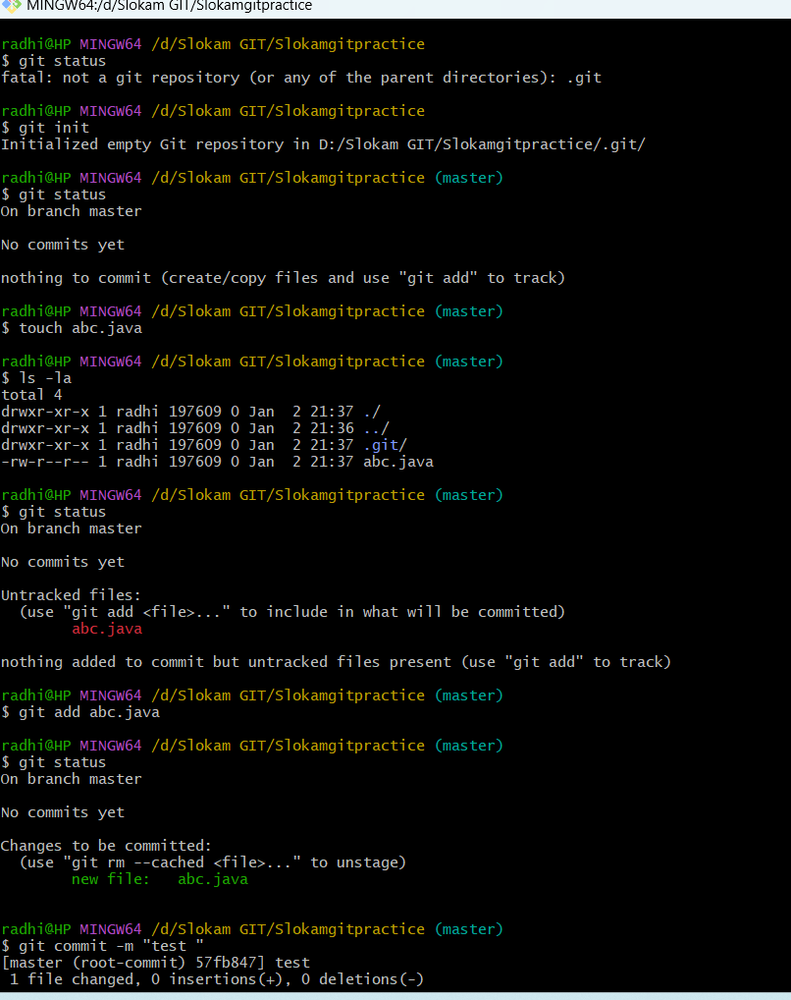 MINGW64:/d/Slokam GIT/Slokamgitpractice
radhi@HP MINGW64 /d/Slokam GIT/Slokamgitpractice
$ git status
fatal: not a git repository (or any of the parent directories): .git
radhi@HP MINGW64 /d/Slokam GIT/Slokamgitpractice
$ git init
Initialized empty Git repository in D:/Slokam GIT/Slokamgitpractice/.git/
radhi@HP MINGW64 /d/Slokam GIT/Slokamgitpractice (master)
$ git status
On branch master
No commits yet
nothing to commit (create/copy files and use "git add" to track)
radhi@HP MINGW64 /d/Slokam GIT/Slokamgitpractice (master)
$ touch abc.java
radhi@HP MINGW64 /d/Slokam GIT/Slokamgitpractice (master)
$ ls -la
total 4
drwxr-xr-x 1 radhi 197609 0 Jan  2 21:37 ./
drwxr-xr-x 1 radhi 197609 0 Jan  2 21:36 ../
drwxr-xr-x 1 radhi 197609 0 Jan  2 21:37 .git/
-rw-r--r-- 1 radhi 197609 0 Jan  2 21:37 abc.java
radhi@HP MINGW64 /d/Slokam GIT/Slokamgitpractice (master)
$ git status
On branch master
No commits yet
Untracked files:
  (use "git add <file>..." to include in what will be committed)
        abc.java
nothing added to commit but untracked files present (use "git add" to track)
radhi@HP MINGW64 /d/Slokam GIT/Slokamgitpractice (master)
$ git add abc.java
radhi@HP MINGW64 /d/Slokam GIT/Slokamgitpractice (master)
$ git status
On branch master
No commits yet
Changes to be committed:
  (use "git rm --cached <file>..." to unstage)
        new file:   abc.java
radhi@HP MINGW64 /d/Slokam GIT/Slokamgitpractice (master)
$ git commit -m "test "
[master (root-commit) 57fb847] test
 1 file changed, 0 insertions(+), 0 deletions(-)